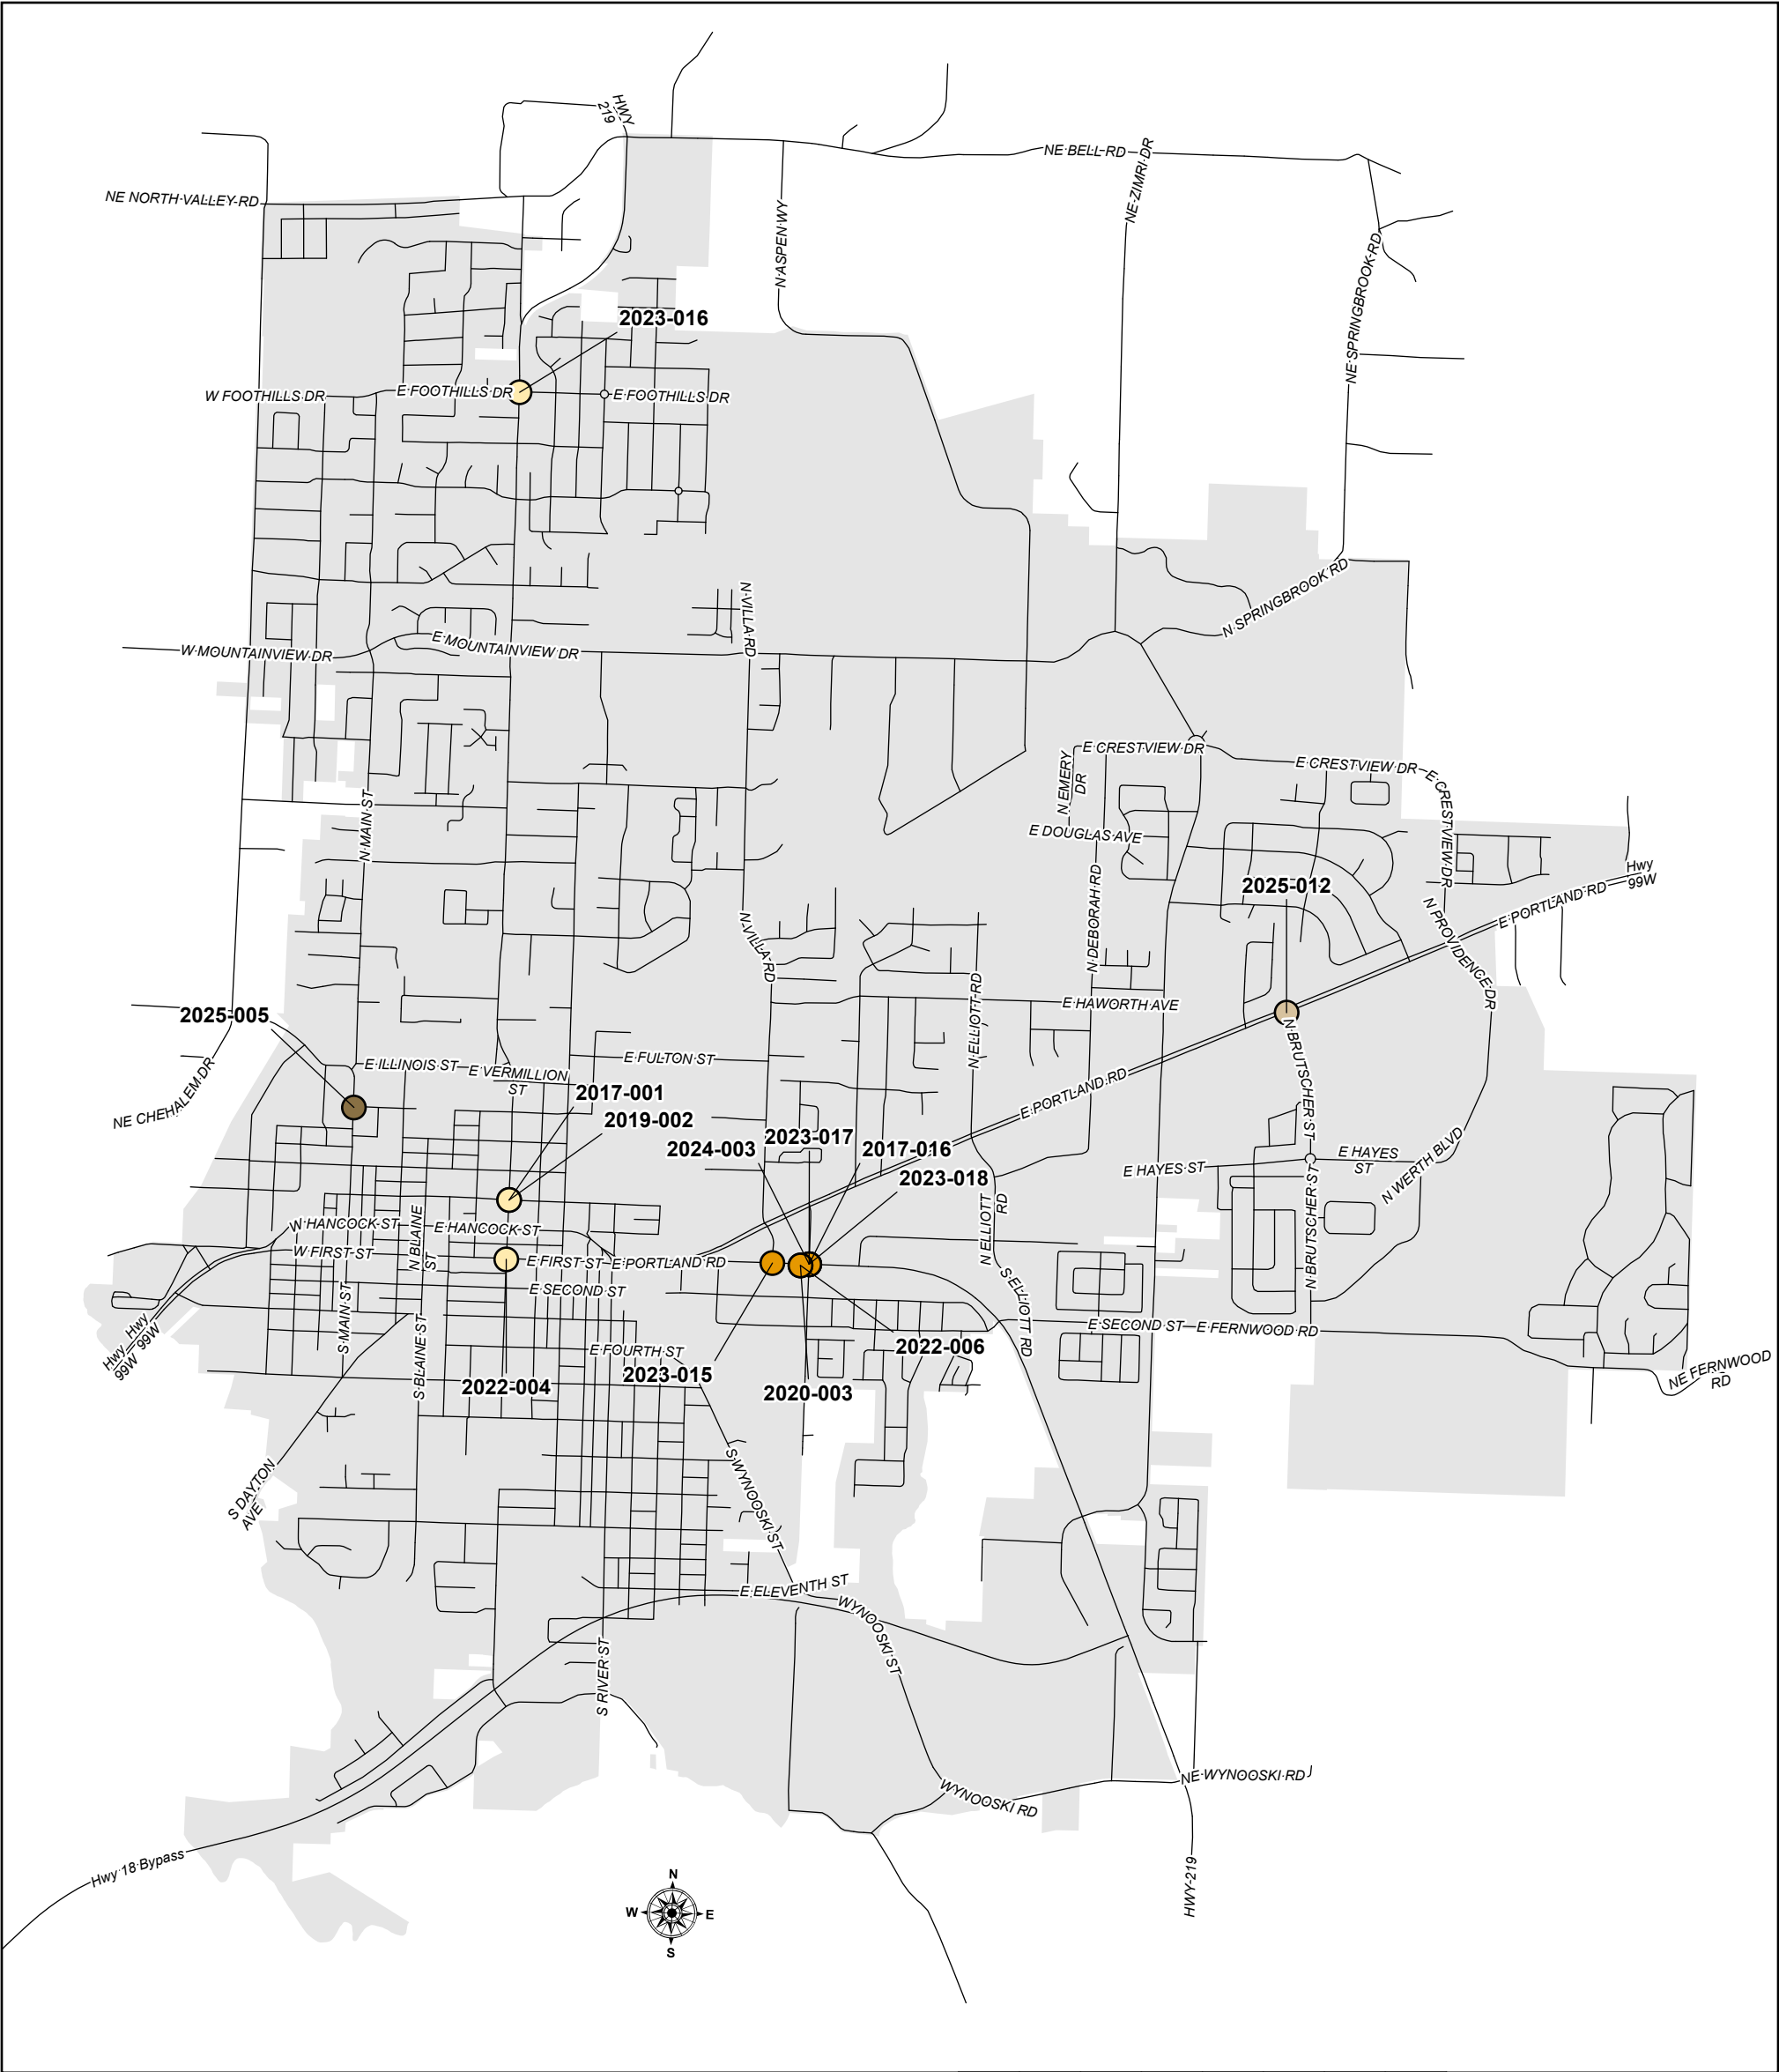 HWY
219
NE BELL RD
NE ZIMRI DR
NE NORTH VALLEY RD
N ASPEN WY
NE SPRINGBROOK RD
2023-016
W FOOTHILLS DR
E FOOTHILLS DR
E FOOTHILLS DR
N SPRINGBROOK RD
N VILLA RD
W MOUNTAINVIEW DR
E MOUNTAINVIEW DR
E CRESTVIEW DR
E CRESTVIEW DR
E CRESTVIEW DR
N EMERY
DR
N MAIN ST
E DOUGLAS AVE
2025-012
Hwy
99W
E PORTLAND RD
N DEBORAH RD
N VILLA RD
N PROVIDENCE DR
E HAWORTH AVE
N ELLIOTT RD
2025-005
N BRUTSCHER ST
E FULTON ST
E ILLINOIS ST
E VERMILLION
ST
NE CHEHALEM DR
E PORTLAND RD
2017-001
2019-002
2024-003
2023-017
2017-016
2023-018
E HAYES ST
E HAYES
ST
N WERTH BLVD
N ELLIOTT
RD
N BRUTSCHER ST
W HANCOCK ST
E HANCOCK ST
N BLAINE
ST
W FIRST ST
E FIRST ST
E PORTLAND RD
E SECOND ST
S ELLIOTT RD
S MAIN ST
Hwy
99W
Hwy
99W
E SECOND ST
E FERNWOOD RD
S BLAINE ST
E FOURTH ST
2022-006
2023-015
2022-004
2020-003
NE FERNWOOD
RD
S DAYTON
AVE
S WYNOOSKI ST
E ELEVENTH ST
WYNOOSKI ST
S RIVER ST
NE WYNOOSKI RD
WYNOOSKI RD
Hwy 18 Bypass
HWY 219
N
W
E
S